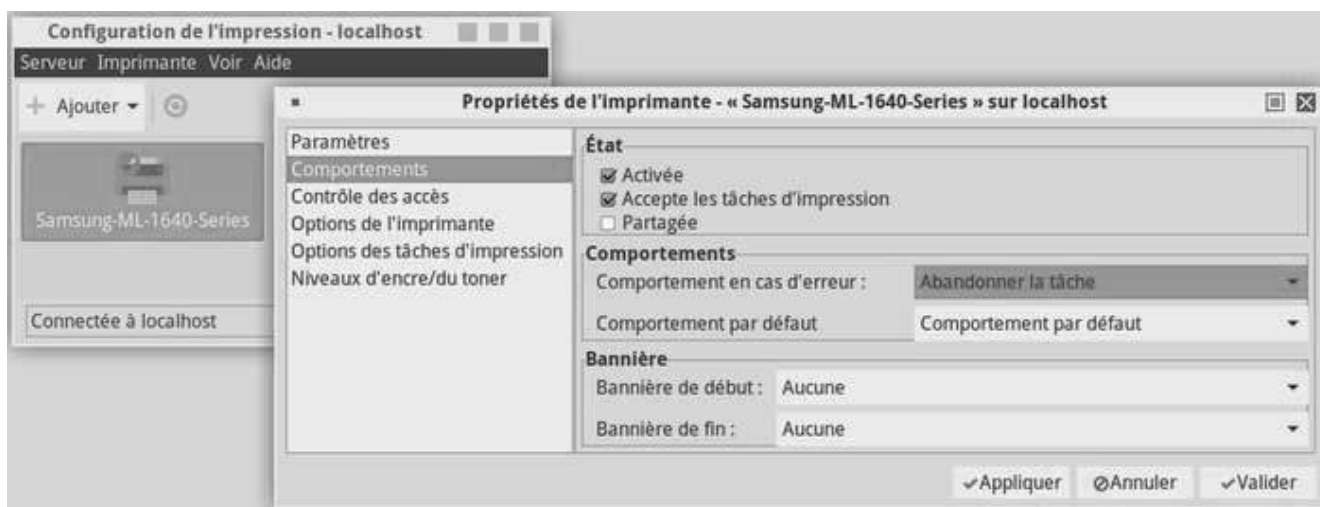 Configuration de l'impression - localhost
Serveur Imprimante Voir Aide
Ajouter
Samsung-ML-1640-Series
Connectée à localhost
Propriétés de l'imprimante - « Samsung-ML-1640-Series » sur localhost
Paramètres
Comportements
Contrôle des accès
Options de l'imprimante
Options des tâches d'impression
Niveaux d'encre/du toner
État
Activée
Accepte les tâches d'impression
Partagée
Comportements
Comportement en cas d'erreur : Abandonner la tâche
Comportement par défaut Comportement par défaut
Bannière
Bannière de début : Aucune
Bannière de fin : Aucune
Appliquer Annuler Valider